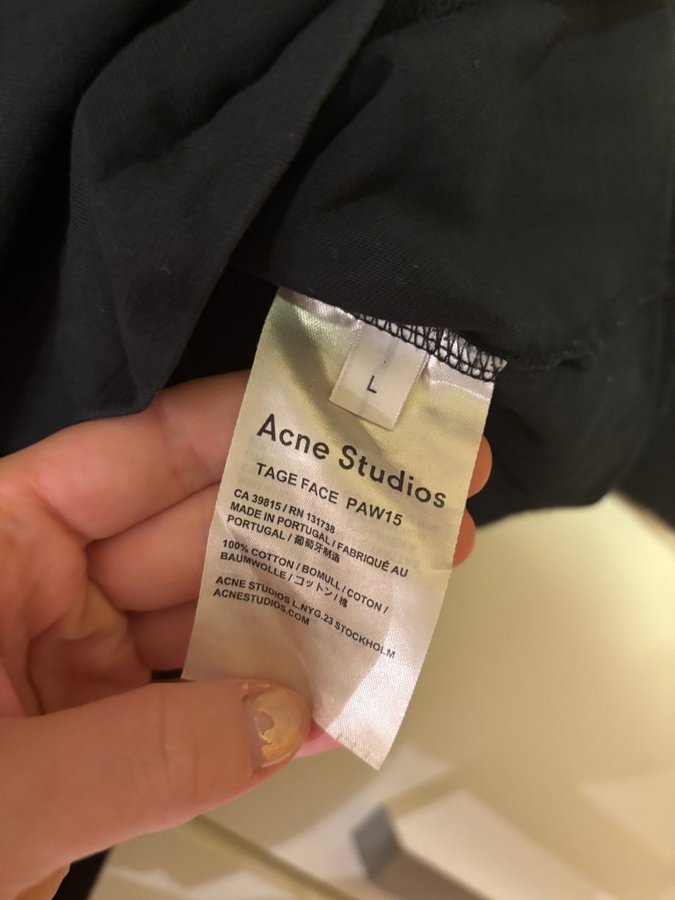 L
Acne Studios
TAGE FACE PAW15
CA 39815 / RN 131738
MADE IN PORTUGAL / FABRIQUÉ AU
PORTUGAL / 葡萄牙制造
100% COTTON / BOMULL / COTON /
BAUMWOLLE / コットン / 棉
ACNE STUDIOS L.NYG.23 STOCKHOLM
ACNESTUDIOS.COM